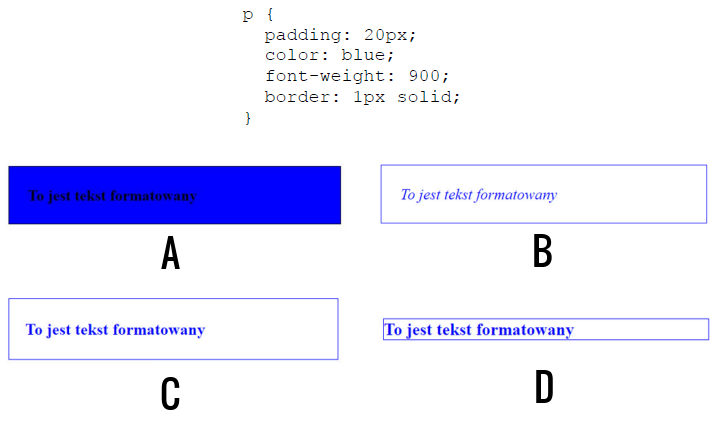 p {
padding: 20px;
color: blue;
font-weight: 900;
border: 1px solid;
}
To jest tekst formatowany
To jest tekst formatowany
A
B
To jest tekst formatowany
To jest tekst formatowany
C
D